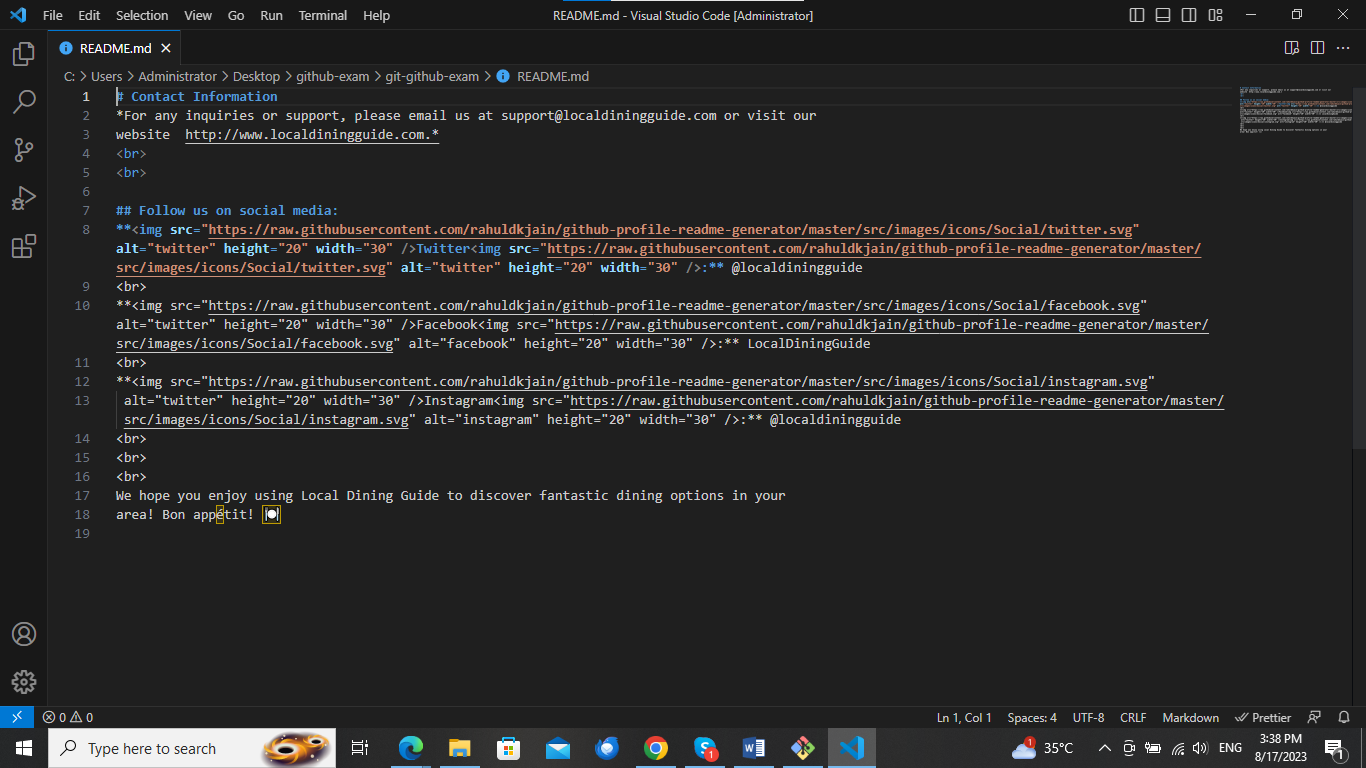 File Edit Selection View Go Run Terminal Help README.md - Visual Studio Code [Administrator]
README.md
C: > Users > Administrator > Desktop > github-exam > git-github-exam > README.md
1 # Contact Information
2 *For any inquiries or support, please email us at support@localdiningguide.com or visit our
3 website  http://www.localdiningguide.com.*
4 <br>
5 <br>
6
7 ## Follow us on social media:
8 **<img src="https://raw.githubusercontent.com/rahuldkjain/github-profile-readme-generator/master/src/images/icons/Social/twitter.svg"
alt="twitter" height="20" width="30" />Twitter<img src="https://raw.githubusercontent.com/rahuldkjain/github-profile-readme-generator/master/
src/images/icons/Social/twitter.svg" alt="twitter" height="20" width="30" />:** @localdiningguide
9 <br>
10 **<img src="https://raw.githubusercontent.com/rahuldkjain/github-profile-readme-generator/master/src/images/icons/Social/facebook.svg"
alt="twitter" height="20" width="30" />Facebook<img src="https://raw.githubusercontent.com/rahuldkjain/github-profile-readme-generator/master/
src/images/icons/Social/facebook.svg" alt="facebook" height="20" width="30" />:** LocalDiningGuide
11 <br>
12 **<img src="https://raw.githubusercontent.com/rahuldkjain/github-profile-readme-generator/master/src/images/icons/Social/instagram.svg"
13 alt="twitter" height="20" width="30" />Instagram<img src="https://raw.githubusercontent.com/rahuldkjain/github-profile-readme-generator/master/
src/images/icons/Social/instagram.svg" alt="instagram" height="20" width="30" />:** @localdiningguide
14 <br>
15 <br>
16 <br>
17 We hope you enjoy using Local Dining Guide to discover fantastic dining options in your
18 area! Bon appétit! 🍽
19
0 0 Ln 1, Col 1 Spaces: 4 UTF-8 CRLF Markdown Prettier
Type here to search 1 1 35°C ENG 3:38 PM 1
8/17/2023